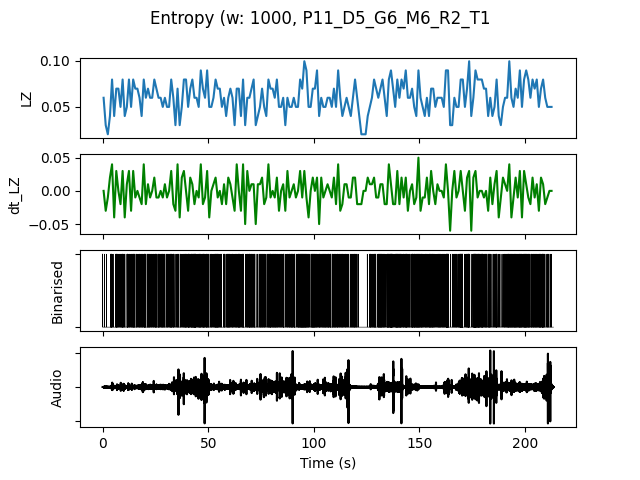 Entropy (w: 1000, P11_D5_G6_M6_R2_T1
0.10
0.05
LZ
0.05
0.00
−0.05
dt_LZ
Binarised
Audio
0 50 100 150 200
Time (s)